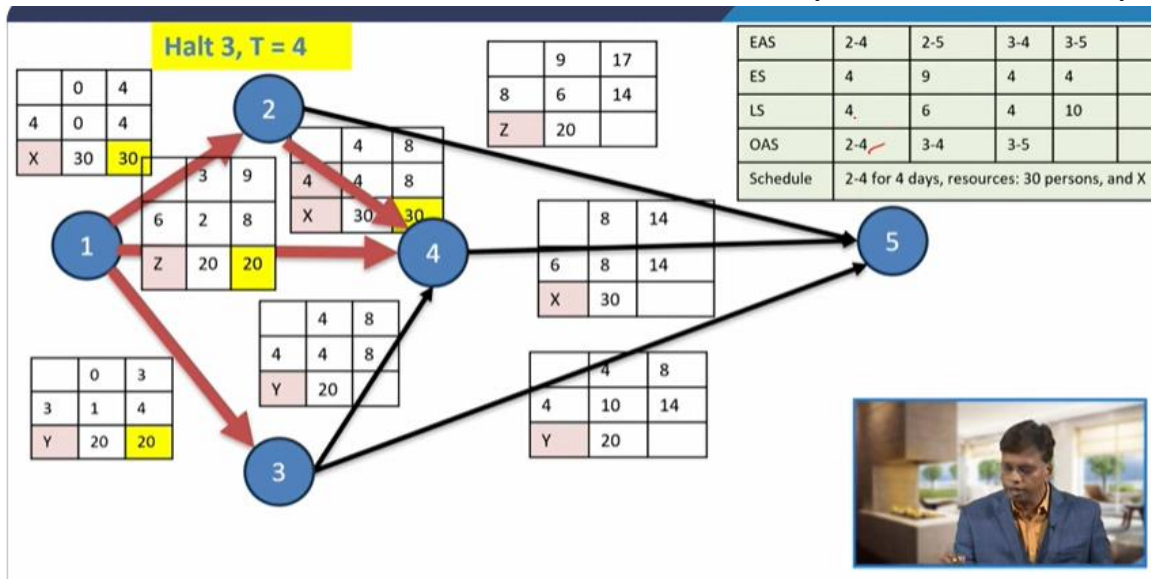 Halt 3, T = 4
0 4
4 0 4
X 30 30
2
9 17
8 6 14
Z 20
EAS 2-4 2-5 3-4 3-5
ES 4 9 4 4
LS 4 6 4 10
OAS 2-4 3-4 3-5
Schedule 2-4 for 4 days, resources: 30 persons, and X
3 9
6 2 8
Z 20 20
4 8
4 4 8
X 30 30
1
4
8 14
6 8 14
X 30
5
4 8
4 4 8
Y 20
0 3
3 1 4
Y 20 20
4 8
4 10 14
Y 20
3